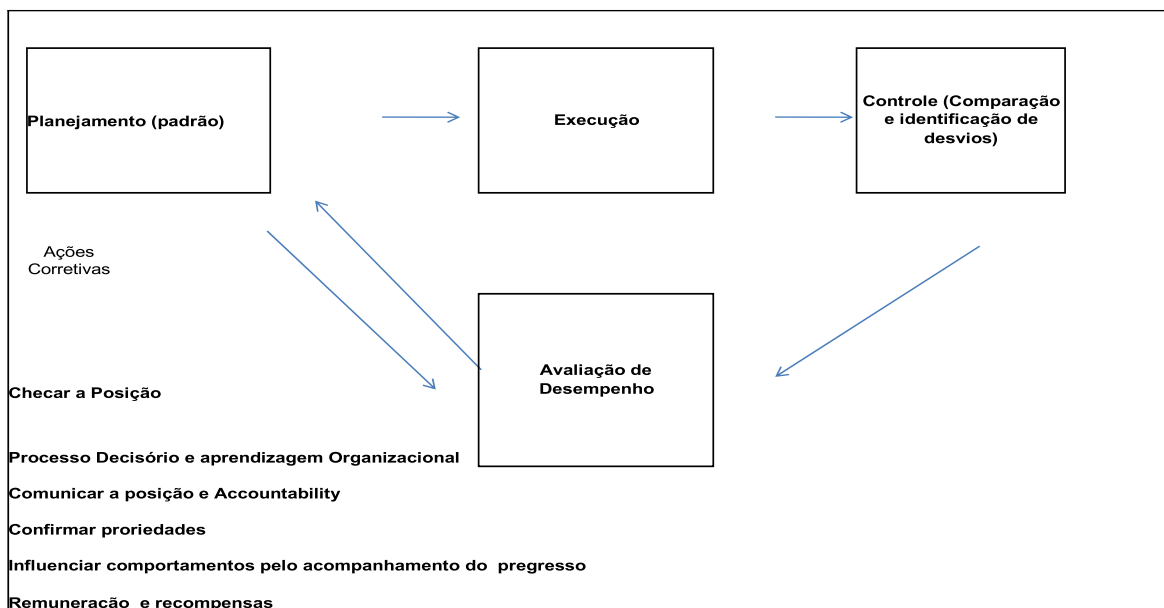 Planejamento (padrão)
Execução
Controle (Comparação
e identificação de
desvios)
Ações
Corretivas
Avaliação de
Desempenho
Checar a Posição
Processo Decisório e aprendizagem Organizacional
Comunicar a posição e Accountability
Confirmar proriedades
Influenciar comportamentos pelo acompanhamento do pregresso
Remuneração e recompensas